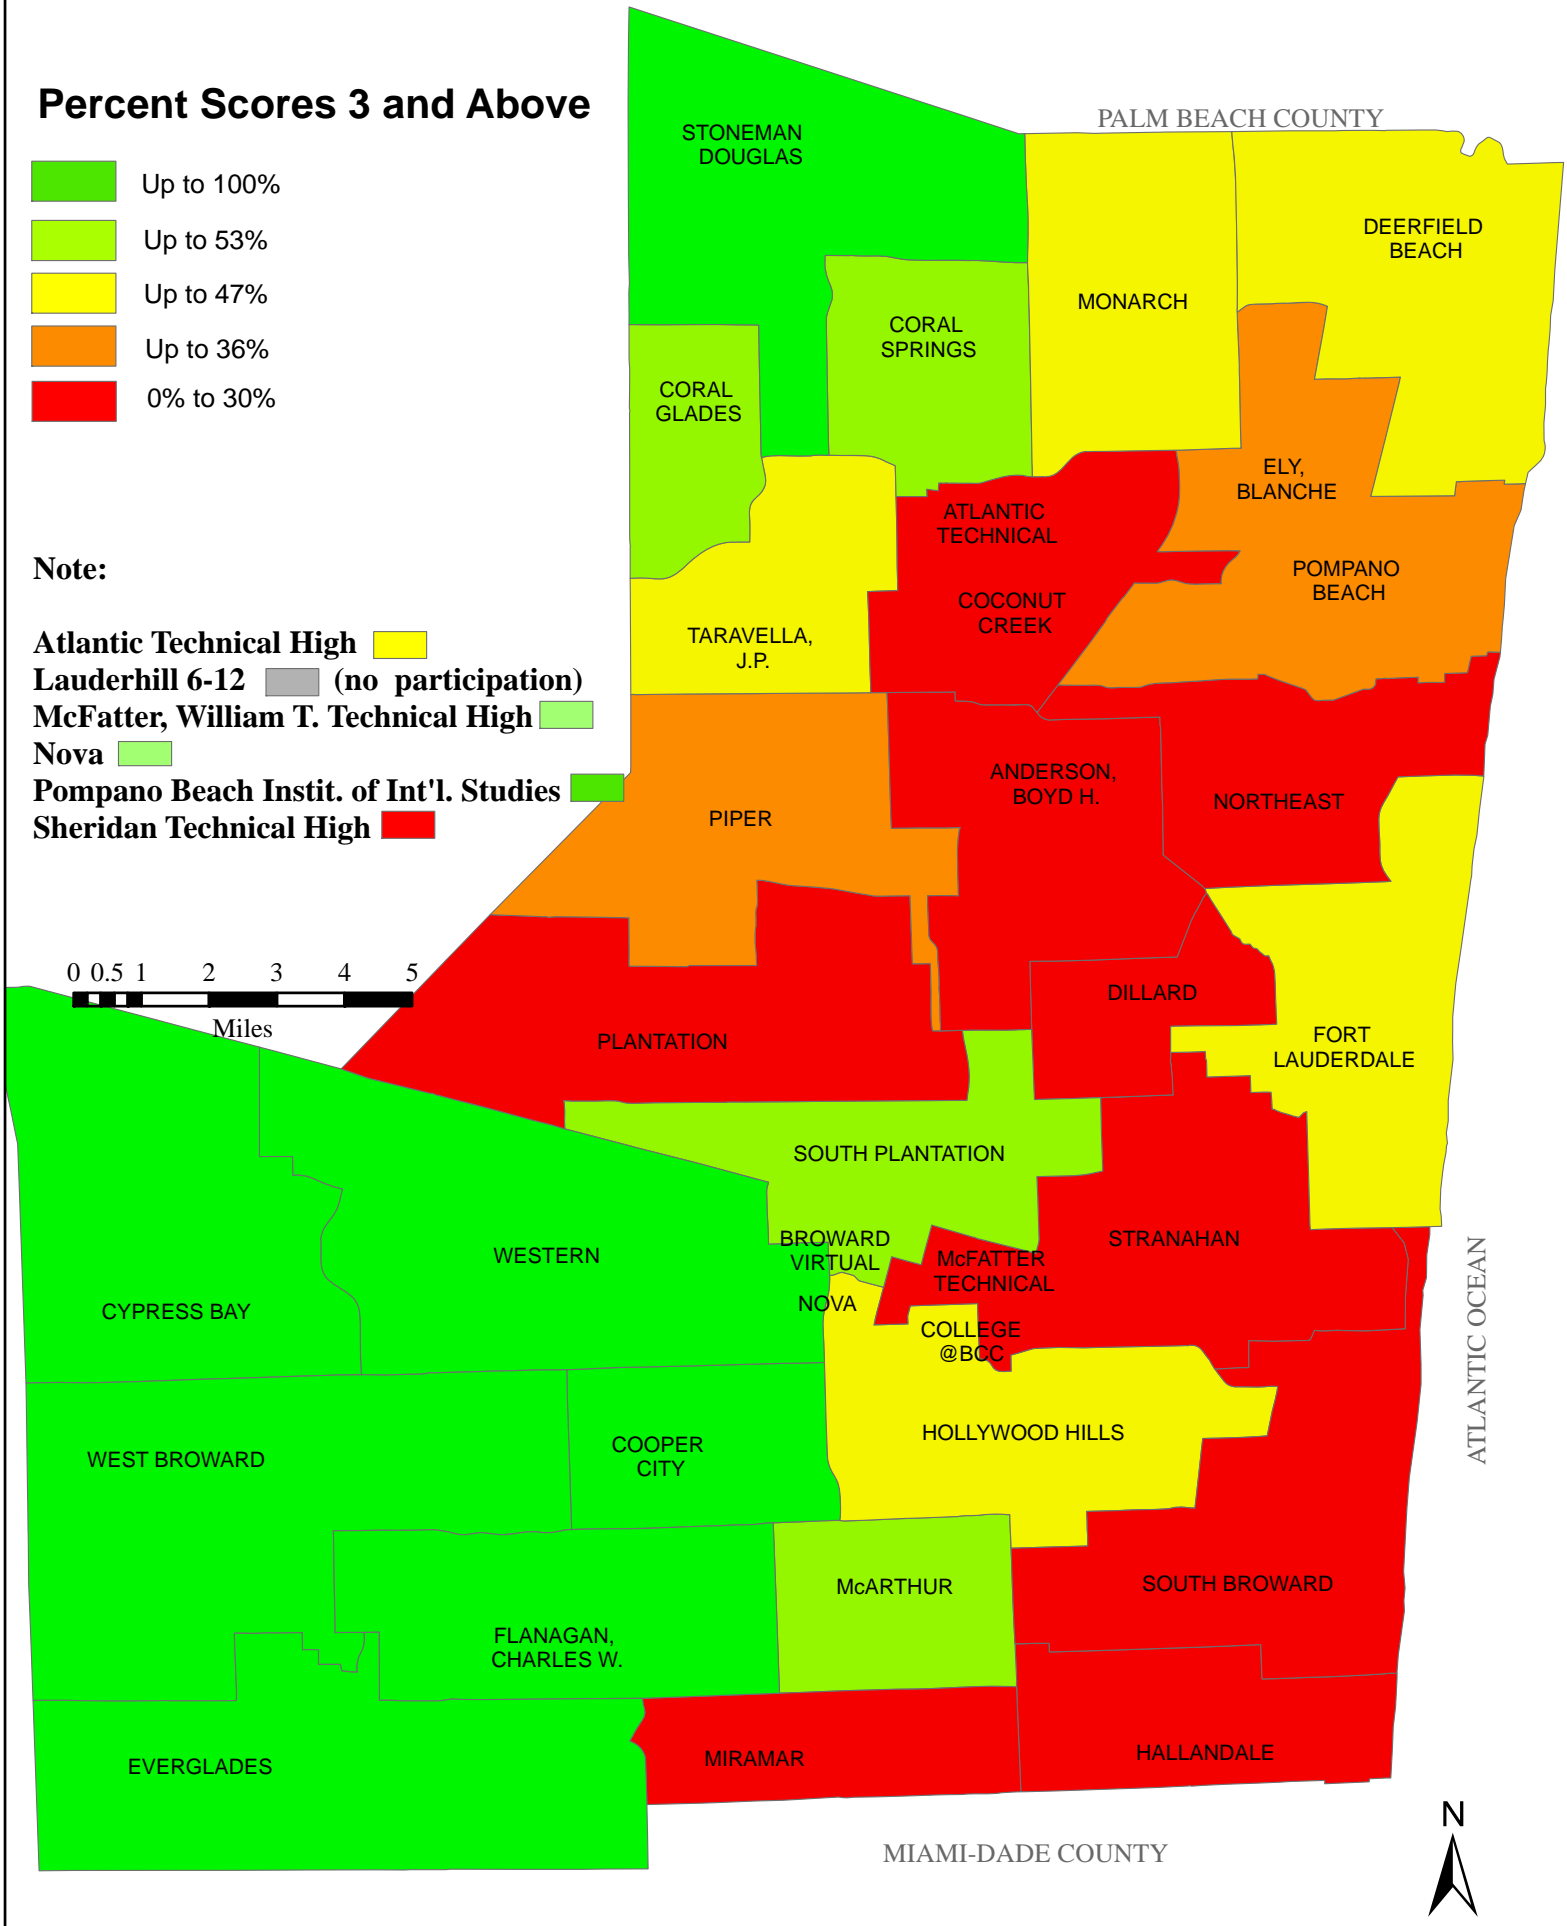 Percent Scores 3 and Above
Up to 100%
Up to 53%
Up to 47%
Up to 36%
0% to 30%
Note:
Atlantic Technical High
Lauderhill 6-12 (no participation)
McFatter, William T. Technical High
Nova
Pompano Beach Instit. of Int'l. Studies
Sheridan Technical High
0 0.5 1 2 3 4 5
Miles
PALM BEACH COUNTY
STONEMAN
DOUGLAS
DEERFIELD
BEACH
MONARCH
CORAL
SPRINGS
CORAL
GLADES
ELY,
BLANCHE
ATLANTIC
TECHNICAL
POMPANO
BEACH
COCONUT
CREEK
TARAVELLA,
J.P.
ANDERSON,
BOYD H.
NORTHEAST
PIPER
DILLARD
PLANTATION
FORT
LAUDERDALE
SOUTH PLANTATION
BROWARD
VIRTUAL
STRANAHAN
McFATTER
TECHNICAL
WESTERN
NOVA
CYPRESS BAY
COLLEGE
@BCC
ATLANTIC OCEAN
HOLLYWOOD HILLS
WEST BROWARD
COOPER
CITY
McARTHUR
SOUTH BROWARD
FLANAGAN,
CHARLES W.
EVERGLADES
MIRAMAR
HALLANDALE
N
MIAMI-DADE COUNTY